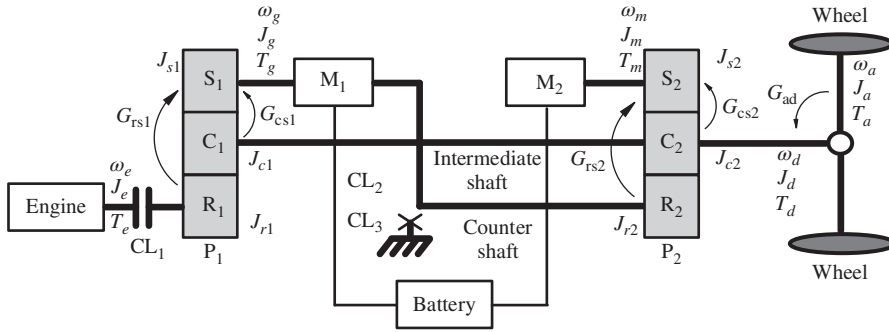 Wheel
ω_g
J_g
T_g
ω_m
J_m
T_m
J_s1
J_s2
ω_a
J_a
T_a
S_1
M_1
M_2
S_2
G_rs1
G_cs1
G_cs2
G_ad
C_1
C_2
J_c1
Intermediate
shaft
G_rs2
J_c2
ω_d
J_d
T_d
ω_e
J_e
T_e
Engine
CL_1
R_1
J_r1
P_1
CL_2
CL_3
Counter
shaft
R_2
J_r2
P_2
Battery
Wheel